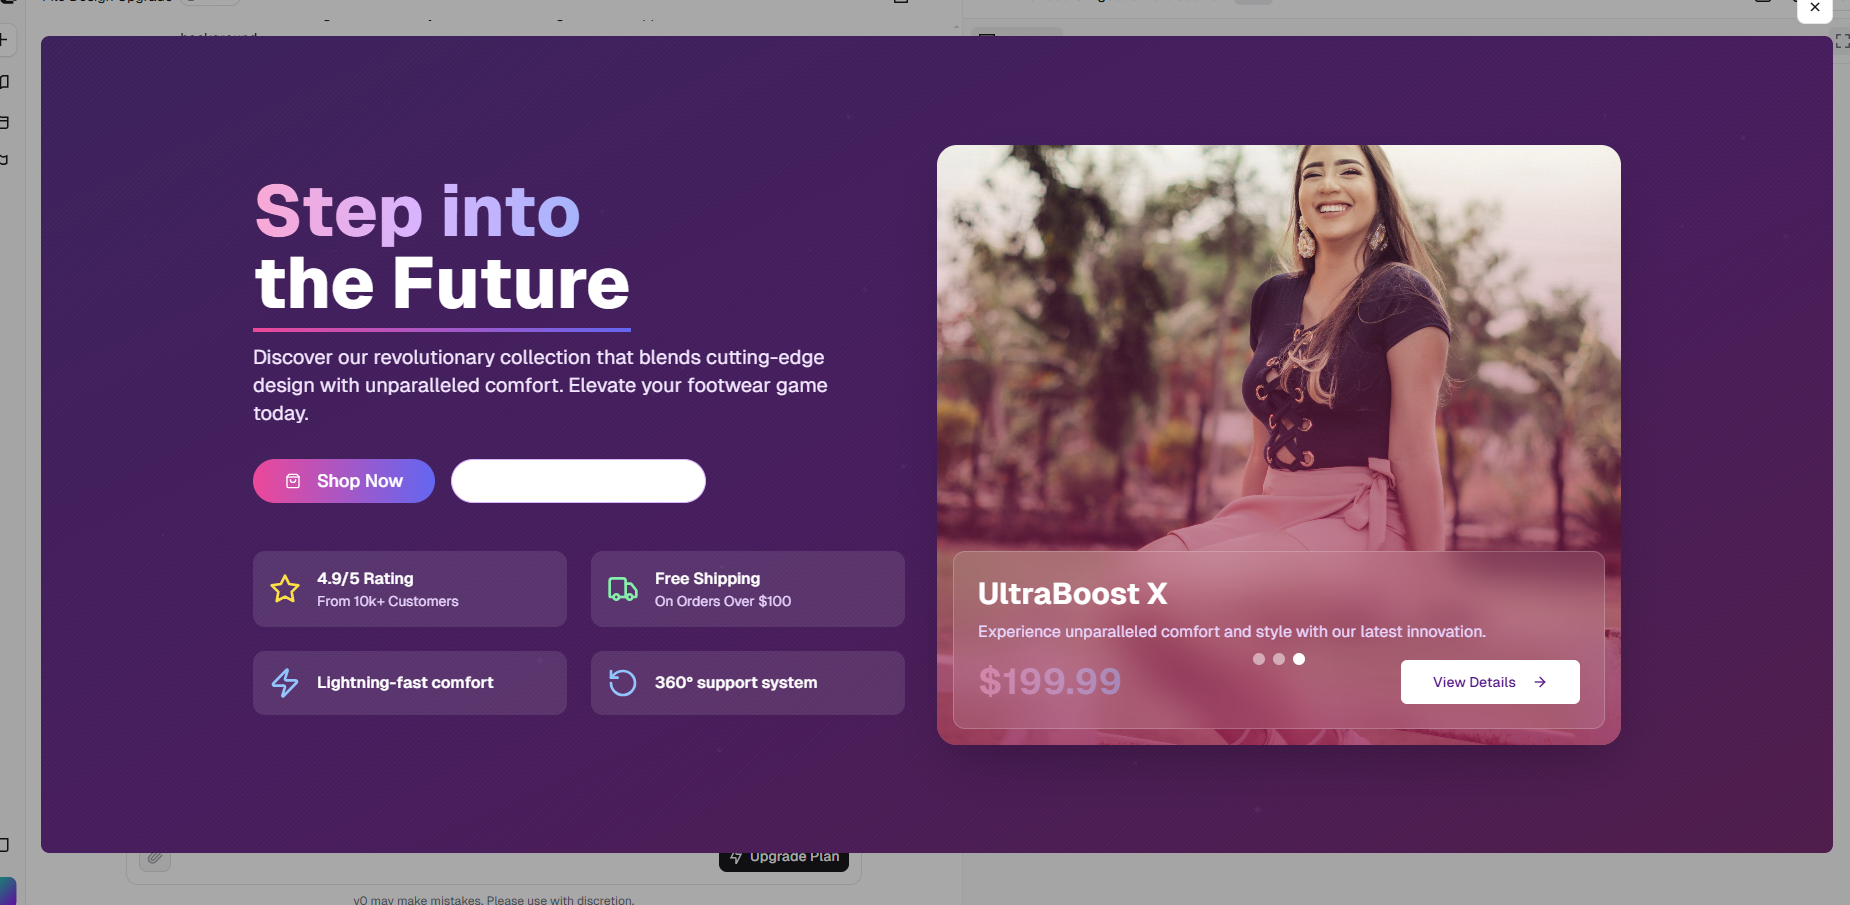 Step into
the Future
Discover our revolutionary collection that blends cutting-edge
design with unparalleled comfort. Elevate your footwear game
today.
Shop Now
4.9/5 Rating
From 10k+ Customers
Free Shipping
On Orders Over $100
Lightning-fast comfort
360° support system
UltraBoost X
Experience unparalleled comfort and style with our latest innovation.
$199.99
View Details
Upgrade Plan
v0 may make mistakes. Please use with discretion.